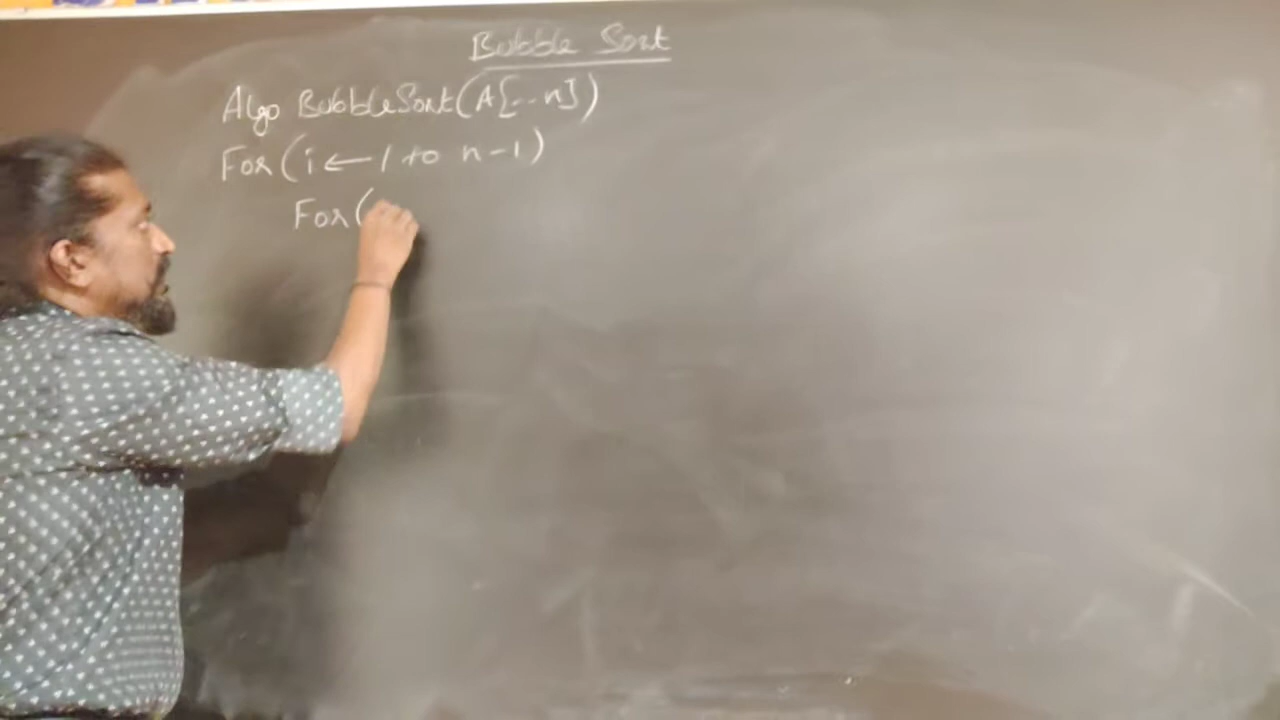 Bubble Sort
Algo BubbleSort(A[--n])
For(i←1 to n-1)
For(